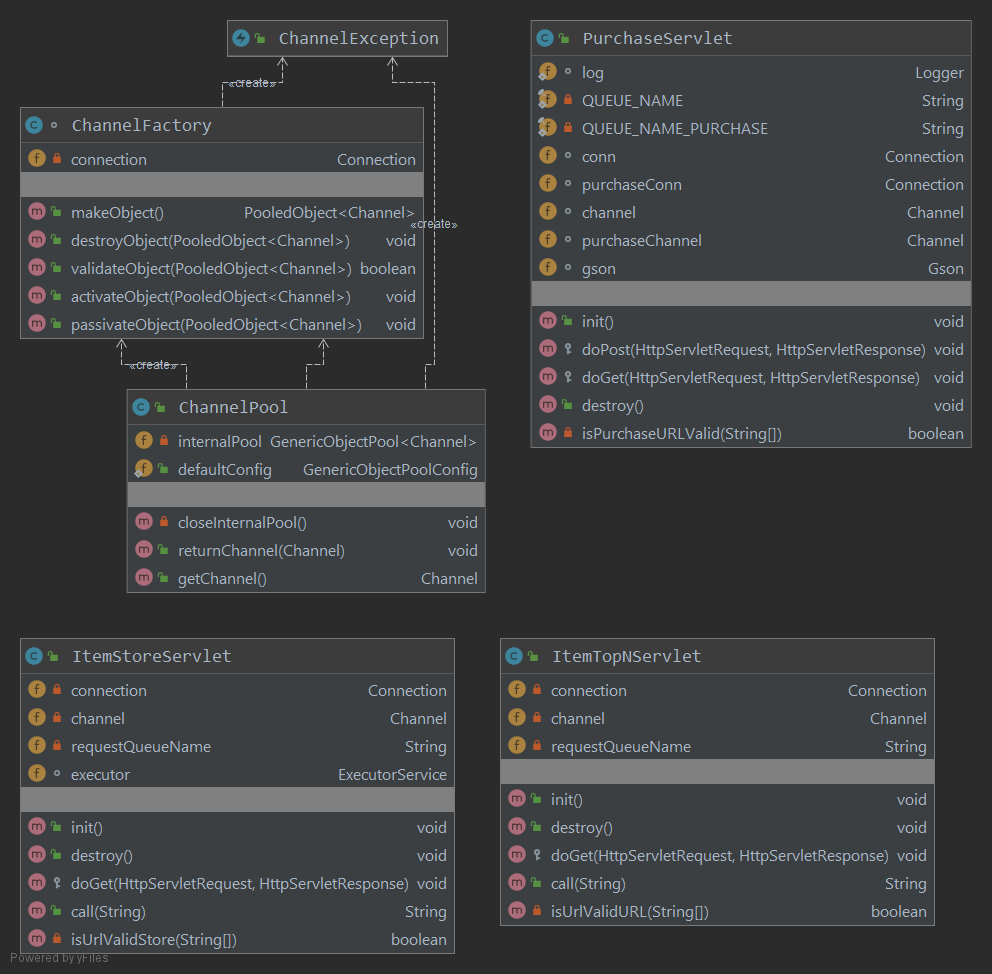 ChannelException
«create»
ChannelFactory
connection Connection
makeObject() PooledObject<Channel>
destroyObject(PooledObject<Channel>) void
validateObject(PooledObject<Channel>) boolean
activateObject(PooledObject<Channel>) void
passivateObject(PooledObject<Channel>) void
«create»
«create»
ChannelPool
internalPool GenericObjectPool<Channel>
defaultConfig GenericObjectPoolConfig
closeInternalPool() void
returnChannel(Channel) void
getChannel() Channel
PurchaseServlet
log Logger
QUEUE_NAME String
QUEUE_NAME_PURCHASE String
conn Connection
purchaseConn Connection
channel Channel
purchaseChannel Channel
gson Gson
init() void
doPost(HttpServletRequest, HttpServletResponse) void
doGet(HttpServletRequest, HttpServletResponse) void
destroy() void
isPurchaseURLValid(String[]) boolean
ItemStoreServlet
connection Connection
channel Channel
requestQueueName String
executor ExecutorService
init() void
destroy() void
doGet(HttpServletRequest, HttpServletResponse) void
call(String) String
isUrlValidStore(String[]) boolean
ItemTopNServlet
connection Connection
channel Channel
requestQueueName String
init() void
destroy() void
doGet(HttpServletRequest, HttpServletResponse) void
call(String) String
isUrlValidURL(String[]) boolean
Powered by yFiles